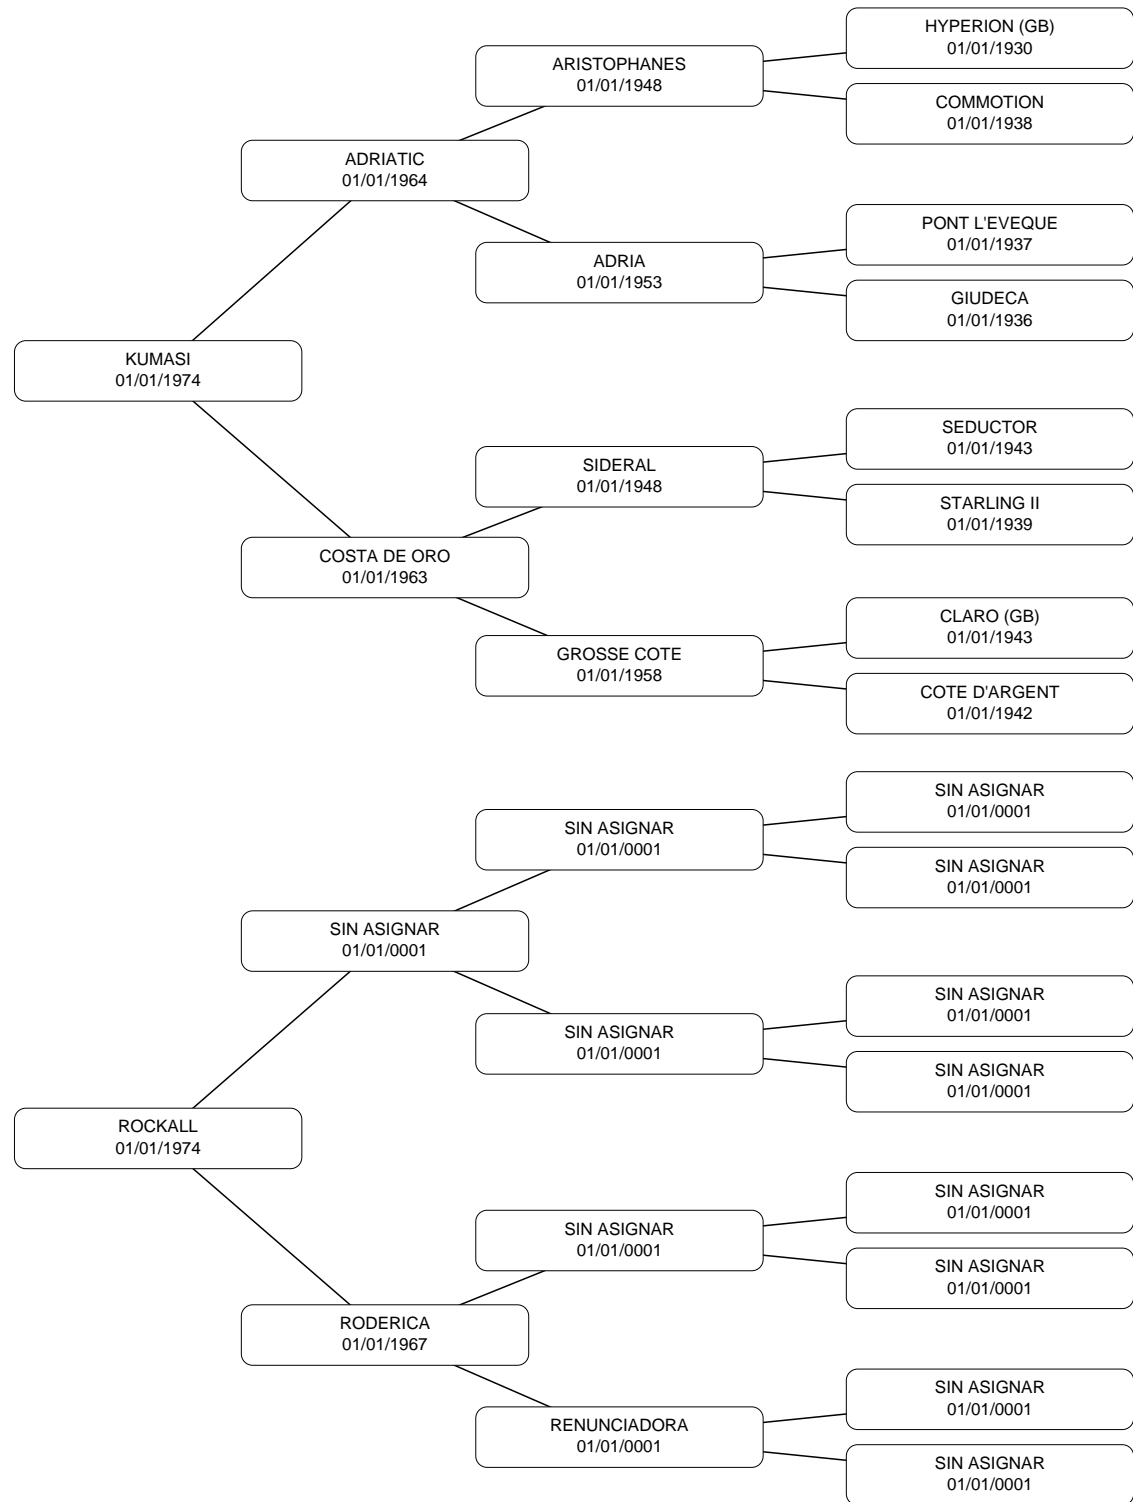 HYPERION (GB)
01/01/1930
ARISTOPHANES
01/01/1948
COMMOTION
01/01/1938
ADRIATIC
01/01/1964
PONT L'EVEQUE
01/01/1937
ADRIA
01/01/1953
GIUDECA
01/01/1936
KUMASI
01/01/1974
SEDUCTOR
01/01/1943
SIDERAL
01/01/1948
STARLING II
01/01/1939
COSTA DE ORO
01/01/1963
CLARO (GB)
01/01/1943
GROSSE COTE
01/01/1958
COTE D'ARGENT
01/01/1942
SIN ASIGNAR
01/01/0001
SIN ASIGNAR
01/01/0001
SIN ASIGNAR
01/01/0001
SIN ASIGNAR
01/01/0001
SIN ASIGNAR
01/01/0001
SIN ASIGNAR
01/01/0001
SIN ASIGNAR
01/01/0001
ROCKALL
01/01/1974
SIN ASIGNAR
01/01/0001
SIN ASIGNAR
01/01/0001
SIN ASIGNAR
01/01/0001
RODERICA
01/01/1967
SIN ASIGNAR
01/01/0001
RENUNCIADORA
01/01/0001
SIN ASIGNAR
01/01/0001